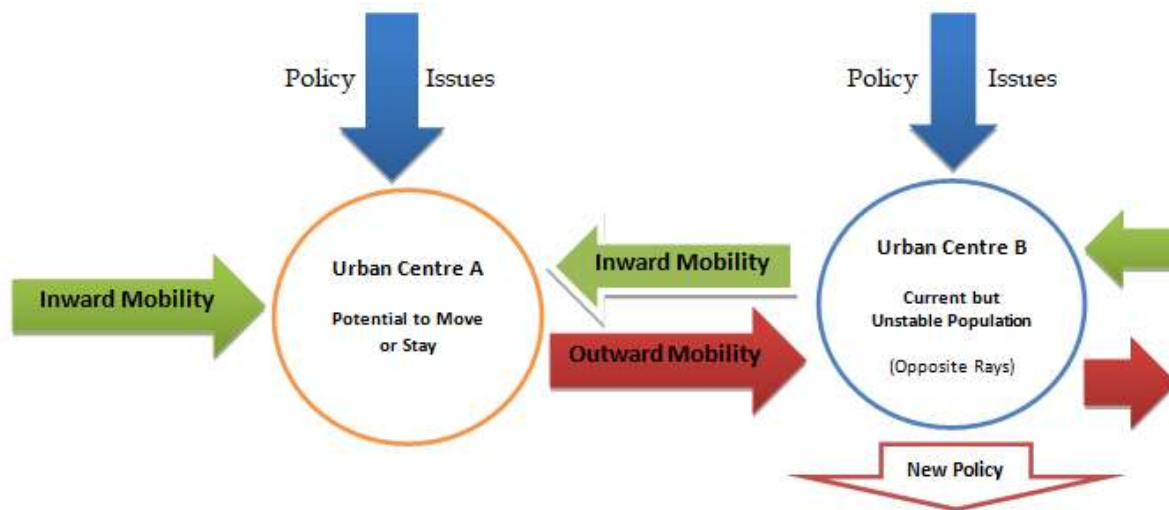 Policy Issues
Policy Issues
Urban Centre A
Potential to Move
or Stay
Inward Mobility
Inward Mobility
Outward Mobility
Urban Centre B
Current but
Unstable Population
(Opposite Rays)
New Policy